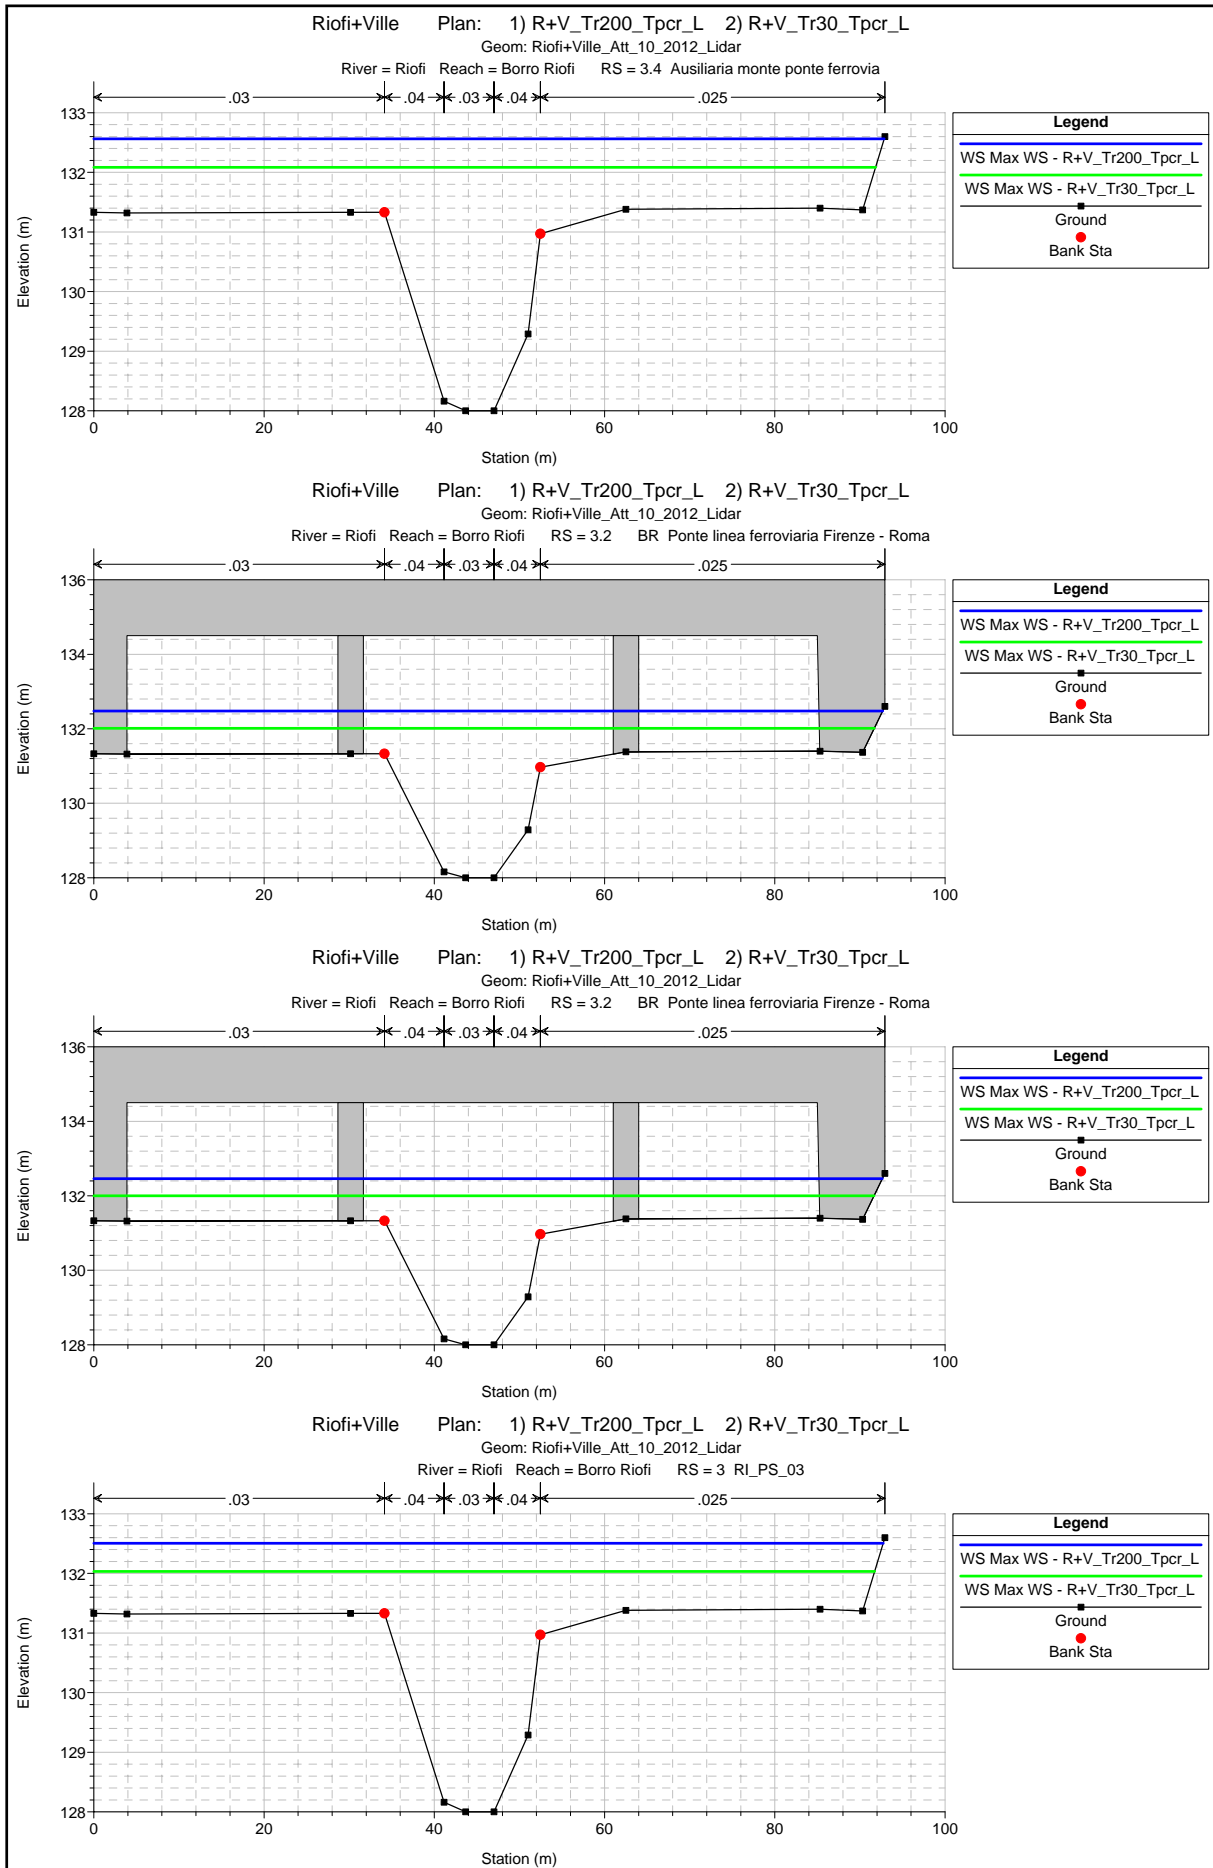 Riofi+Ville Plan: 1) R+V_Tr200_Tpcr_L 2) R+V_Tr30_Tpcr_L
Geom: Riofi+Ville_Att_10_2012_Lidar
River = Riofi Reach = Borro Riofi RS = 3.4 Ausiliaria monte ponte ferrovia
.03 .04 .03 .04 .025
133
132
131
130
129
128
Elevation (m)
0 20 40 60 80 100
Station (m)
Legend
WS Max WS - R+V_Tr200_Tpcr_L
WS Max WS - R+V_Tr30_Tpcr_L
Ground
Bank Sta
Riofi+Ville Plan: 1) R+V_Tr200_Tpcr_L 2) R+V_Tr30_Tpcr_L
Geom: Riofi+Ville_Att_10_2012_Lidar
River = Riofi Reach = Borro Riofi RS = 3.2 BR Ponte linea ferroviaria Firenze - Roma
.03 .04 .03 .04 .025
136
134
132
130
128
Elevation (m)
0 20 40 60 80 100
Station (m)
Legend
WS Max WS - R+V_Tr200_Tpcr_L
WS Max WS - R+V_Tr30_Tpcr_L
Ground
Bank Sta
Riofi+Ville Plan: 1) R+V_Tr200_Tpcr_L 2) R+V_Tr30_Tpcr_L
Geom: Riofi+Ville_Att_10_2012_Lidar
River = Riofi Reach = Borro Riofi RS = 3.2 BR Ponte linea ferroviaria Firenze - Roma
.03 .04 .03 .04 .025
136
134
132
130
128
Elevation (m)
0 20 40 60 80 100
Station (m)
Legend
WS Max WS - R+V_Tr200_Tpcr_L
WS Max WS - R+V_Tr30_Tpcr_L
Ground
Bank Sta
Riofi+Ville Plan: 1) R+V_Tr200_Tpcr_L 2) R+V_Tr30_Tpcr_L
Geom: Riofi+Ville_Att_10_2012_Lidar
River = Riofi Reach = Borro Riofi RS = 3 RI_PS_03
.03 .04 .03 .04 .025
133
132
131
130
129
128
Elevation (m)
0 20 40 60 80 100
Station (m)
Legend
WS Max WS - R+V_Tr200_Tpcr_L
WS Max WS - R+V_Tr30_Tpcr_L
Ground
Bank Sta